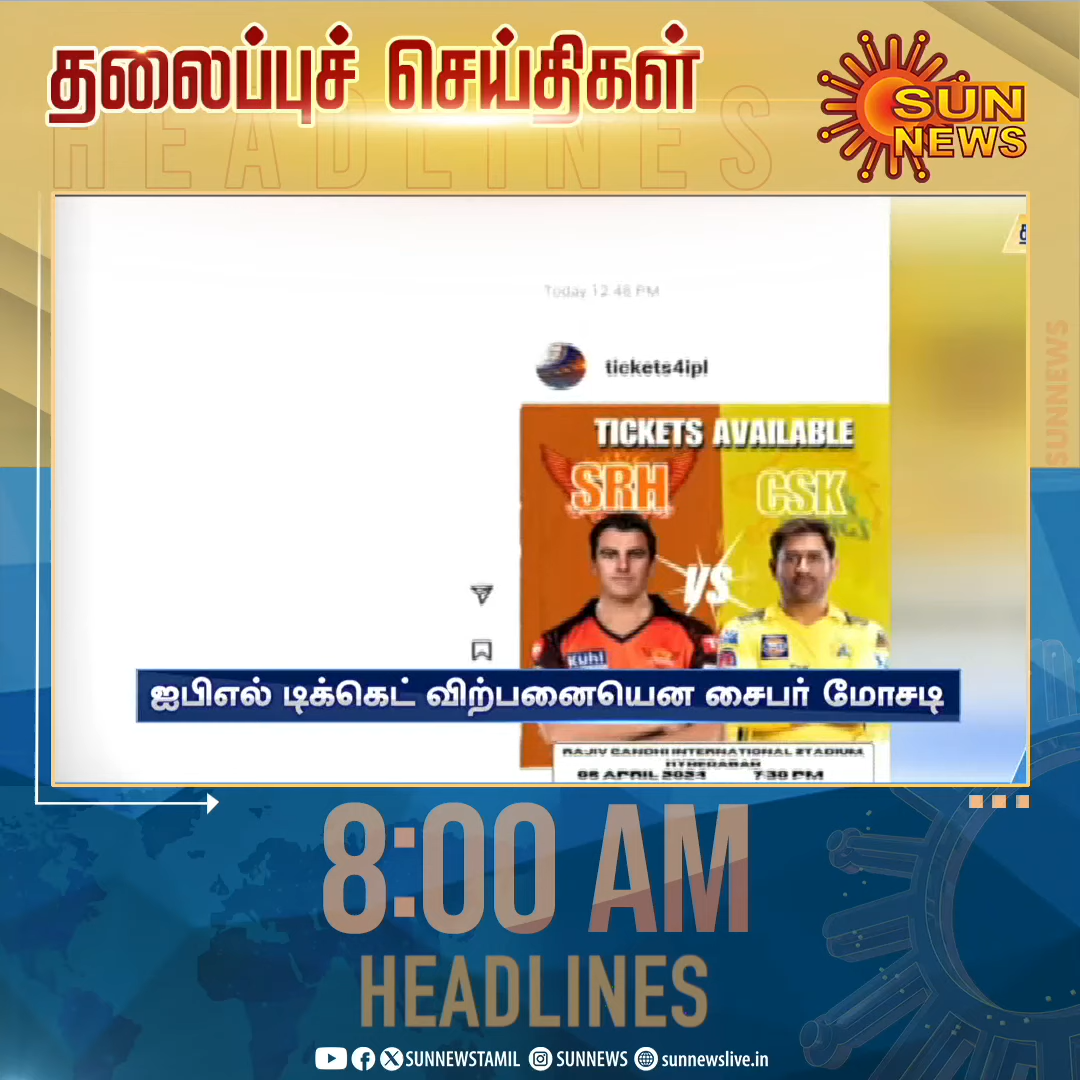 தலைப்புச் செய்திகள்
HEADLINES
SUN
NEWS
Today 12:48 PM
tickets4ipl
TICKETS AVAILABLE
SRH
CSK
VS
Kuhl
ஐபிஎல் டிக்கெட் விற்பனையென சைபர் மோசடி
RAJIV GANDHI INTERNATIONAL STADIUM,
HYDERABAD
05 APRIL 2024 7:30 PM
SUNNEWS
8:00 AM
HEADLINES
SUNNEWSTAMIL SUNNEWS sunnewslive.in